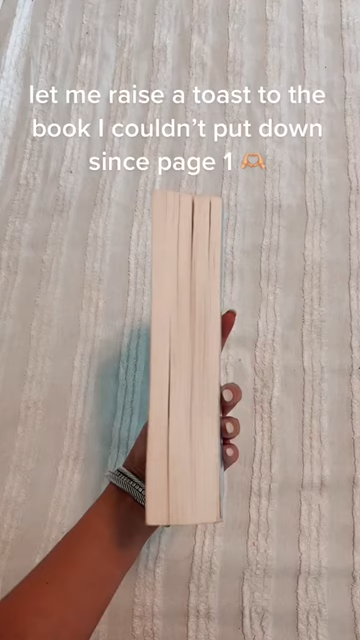 let me raise a toast to the
book I couldn’t put down
since page 1 🫶🏽